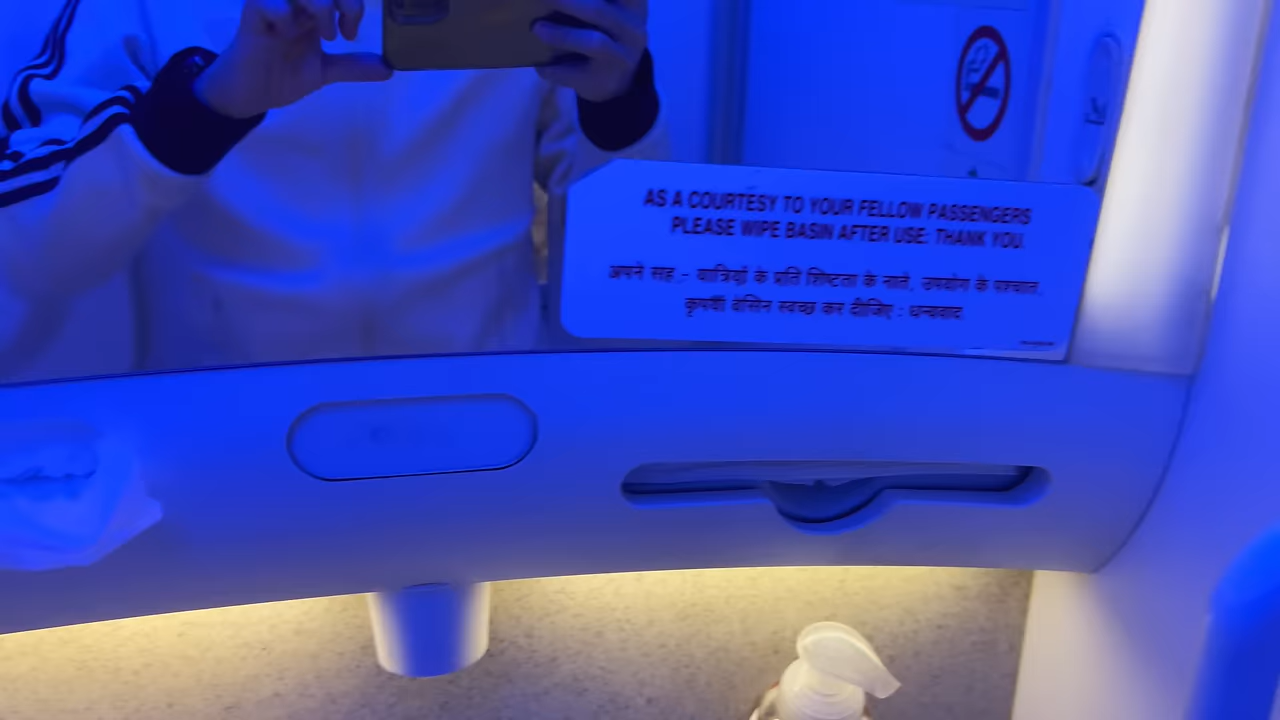 AS A COURTESY TO YOUR FELLOW PASSENGERS
PLEASE WIPE BASIN AFTER USE: THANK YOU.
अपने सह - यात्रियों के प्रति शिष्टता के नाते, उपयोग के पश्चात,
कृपयाँ बेसिन स्वच्छ कर दीजिए : धन्यवाद